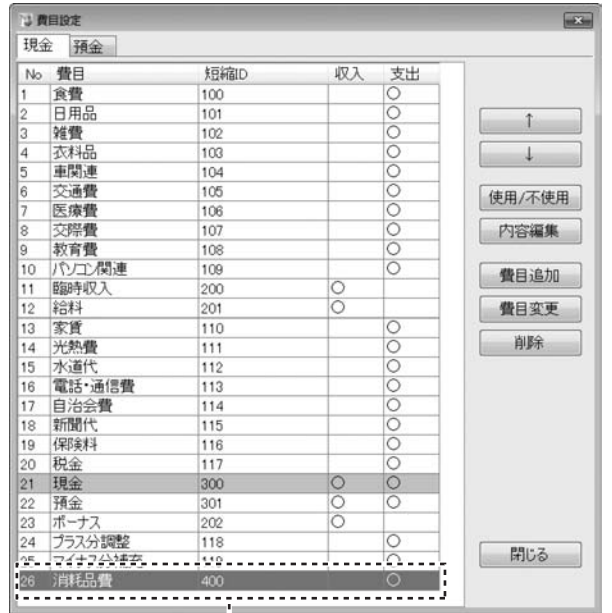 費目設定
現金 預金
No 費目 短縮ID 収入 支出
1 食費 100 ○
2 日用品 101 ○
3 雑費 102 ○
4 衣料品 103 ○
5 車関連 104 ○
6 交通費 105 ○
7 医療費 106 ○
8 交際費 107 ○
9 教育費 108 ○
10 パソコン関連 109 ○
11 臨時収入 200 ○
12 給料 201 ○
13 家賃 110 ○
14 光熱費 111 ○
15 水道代 112 ○
16 電話・通信費 113 ○
17 自治会費 114 ○
18 新聞代 115 ○
19 保険料 116 ○
20 税金 117 ○
21 現金 300 ○ ○
22 預金 301 ○ ○
23 ボーナス 202 ○
24 プラス分調整 118 ○
25 マイナス分補充 119 ○
26 消耗品費 400 ○
↑
↓
使用/不使用
内容編集
費目追加
費目変更
削除
閉じる